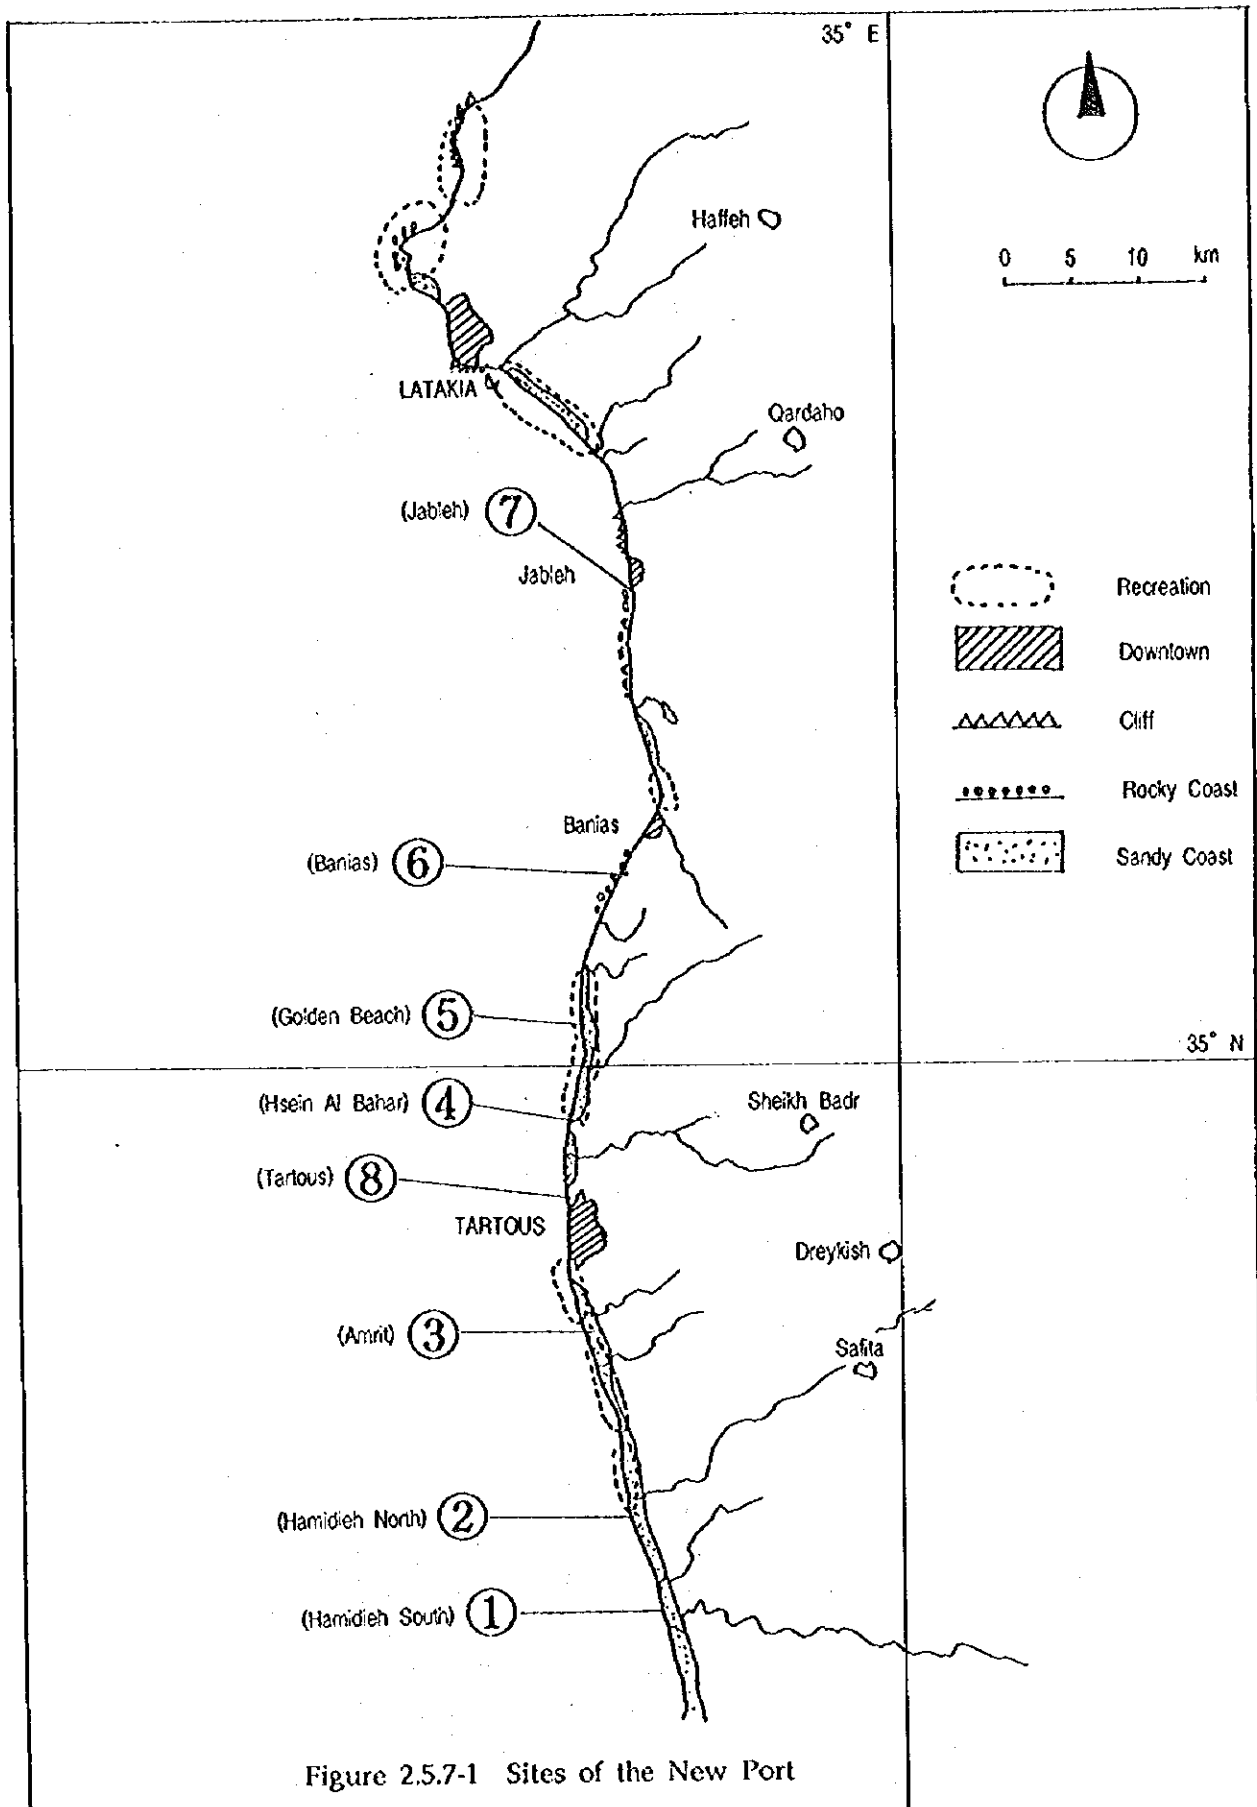 35° E
Haffeh
0 5 10 km
LATAKIA
Qardaho
(Jableh) 7
Jableh
Recreation
Downtown
Cliff
Rocky Coast
Sandy Coast
Banias
(Banias) 6
(Golden Beach) 5
35° N
(Hsein Al Bahar) 4
Sheikh Badr
(Tartous) 8
TARTOUS
Dreykish
(Amrit) 3
Safita
(Hamidieh North) 2
(Hamidieh South) 1
Figure 2.5.7-1 Sites of the New Port